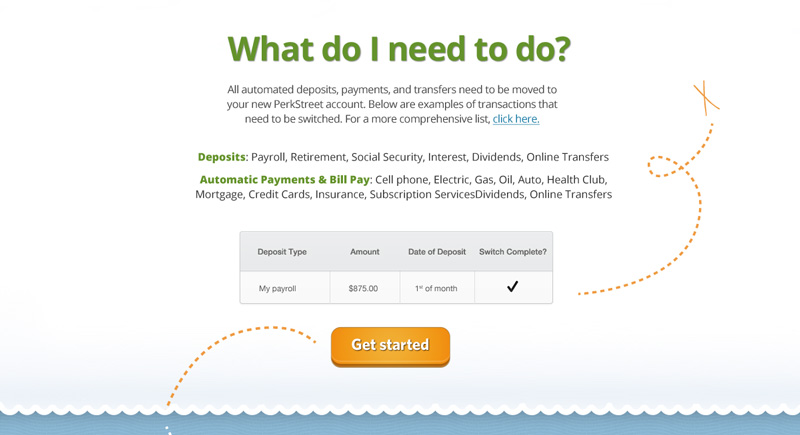 What do I need to do?
All automated deposits, payments, and transfers need to be moved to
your new PerkStreet account. Below are examples of transactions that
need to be switched. For a more comprehensive list, click here.
Deposits: Payroll, Retirement, Social Security, Interest, Dividends, Online Transfers
Automatic Payments & Bill Pay: Cell phone, Electric, Gas, Oil, Auto, Health Club,
Mortgage, Credit Cards, Insurance, Subscription ServicesDividends, Online Transfers
Deposit Type Amount Date of Deposit Switch Complete?
My payroll $875.00 1st of month ✓
Get started